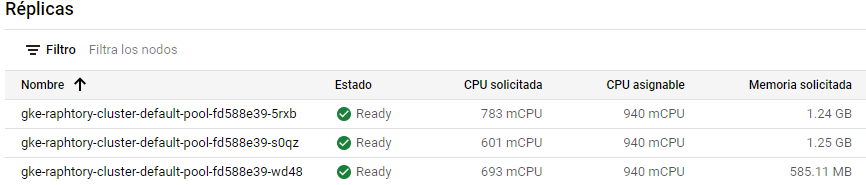 Réplicas
Filtro Filtra los nodos
Nombre Estado CPU solicitada CPU asignable Memoria solicitada
gke-raphtory-cluster-default-pool-fd588e39-5rxb Ready 783 mCPU 940 mCPU 1.24 GB
gke-raphtory-cluster-default-pool-fd588e39-s0qz Ready 601 mCPU 940 mCPU 1.25 GB
gke-raphtory-cluster-default-pool-fd588e39-wd48 Ready 693 mCPU 940 mCPU 585.11 MB